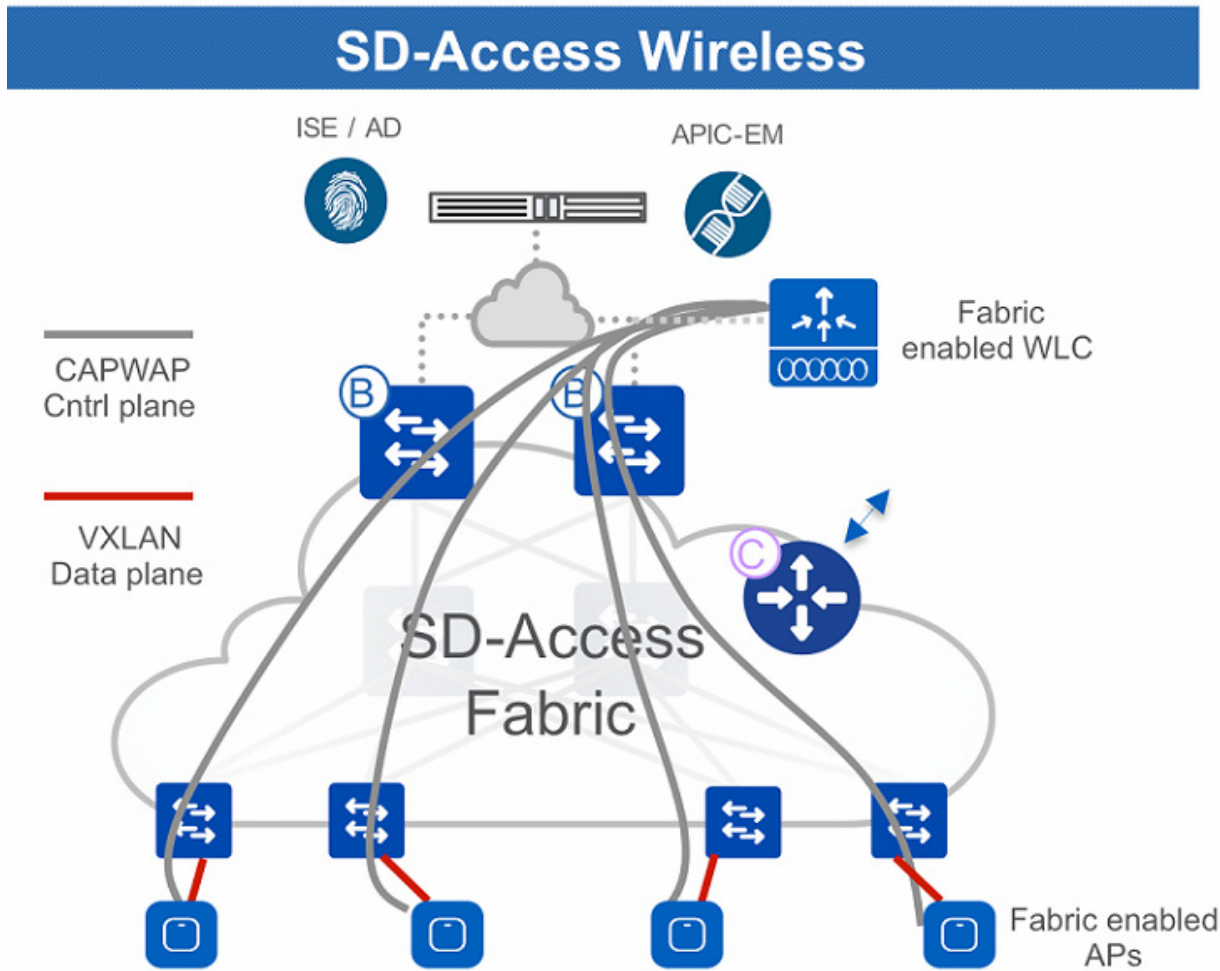 SD-Access Wireless
ISE / AD
APIC-EM
Fabric
enabled WLC
CAPWAP
Cntrl plane
B
B
VXLAN
Data plane
C
SD-Access
Fabric
Fabric enabled
APs